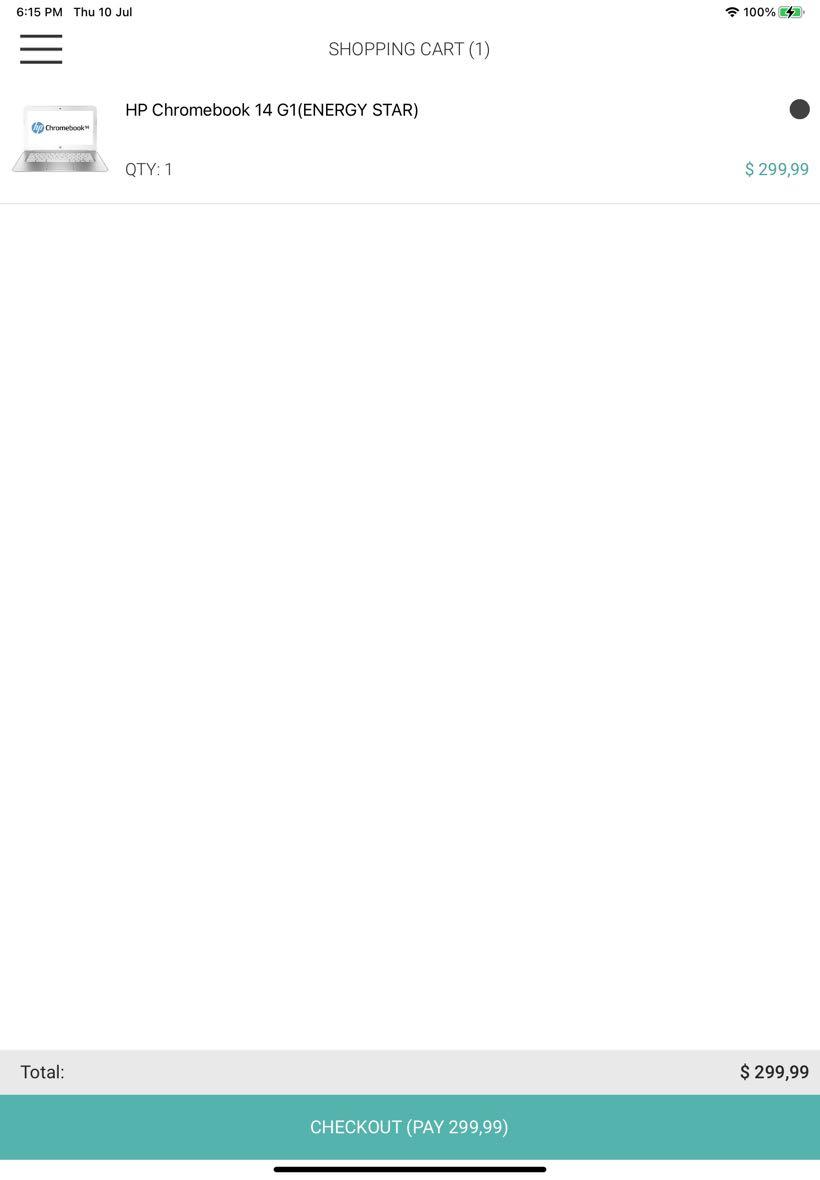 6:15 PM Thu 10 Jul 100%
SHOPPING CART (1)
HP Chromebook 14 G1(ENERGY STAR)
hp Chromebook 14
QTY: 1 $ 299,99
Total: $ 299,99
CHECKOUT (PAY 299,99)